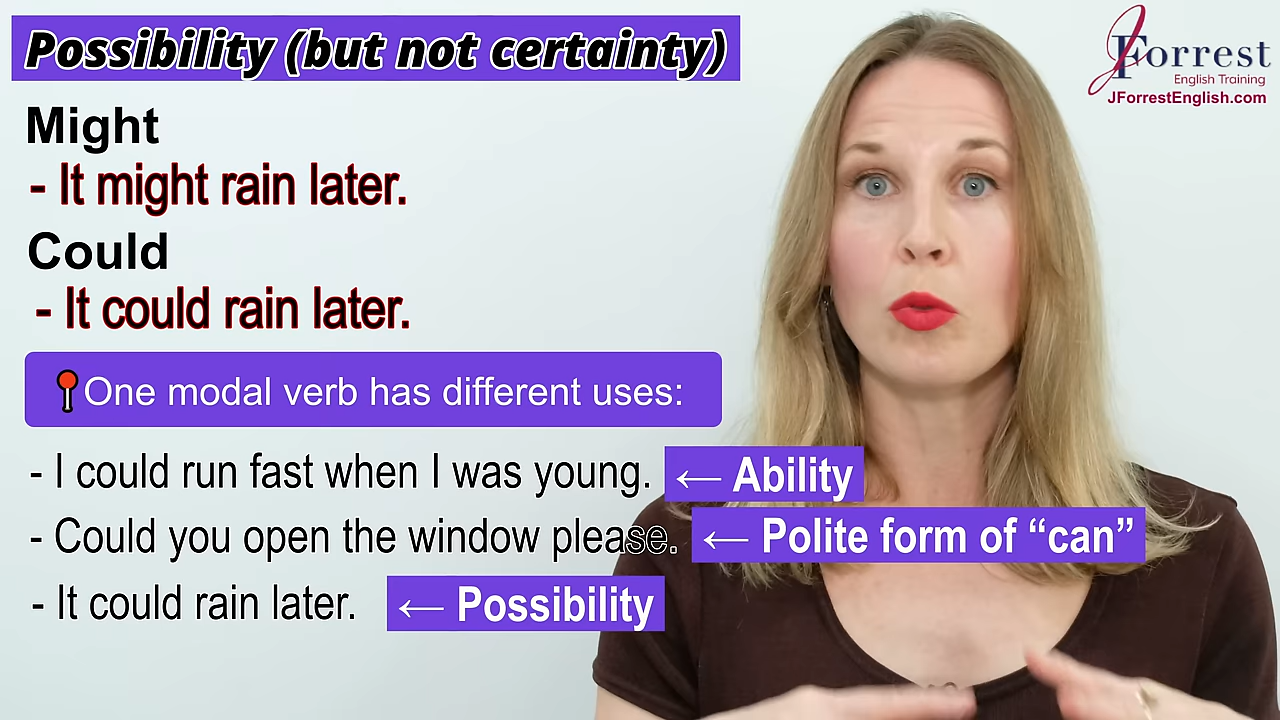 Possibility (but not certainty)
Might
- It might rain later.
Could
- It could rain later.
One modal verb has different uses:
- I could run fast when I was young. ← Ability
- Could you open the window please. ← Polite form of “can”
- It could rain later. ← Possibility
JForrest
English Training
JForrestEnglish.com